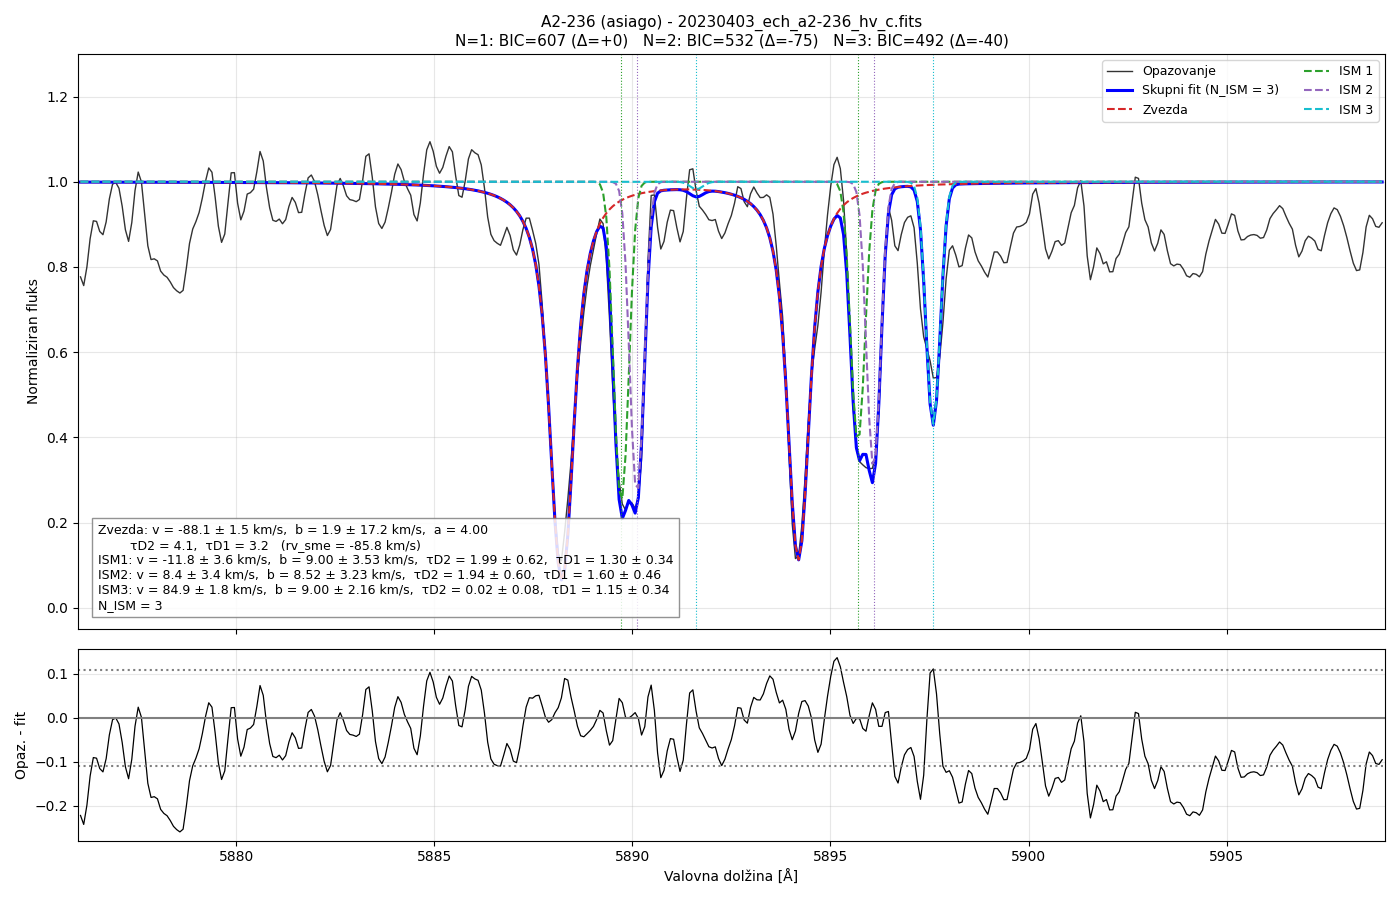 A2-236 (asiago) - 20230403_ech_a2-236_hv_c.fits
N=1: BIC=607 (Δ=+0)   N=2: BIC=532 (Δ=-75)   N=3: BIC=492 (Δ=-40)
Opazovanje
Skupni fit (N_ISM = 3)
Zvezda
ISM 1
ISM 2
ISM 3
Normaliziran fluks
1.2
1.0
0.8
0.6
0.4
0.2
0.0
Zvezda: v = -88.1 ± 1.5 km/s,  b = 1.9 ± 17.2 km/s,  a = 4.00
τD2 = 4.1,  τD1 = 3.2   (rv_sme = -85.8 km/s)
ISM1: v = -11.8 ± 3.6 km/s,  b = 9.00 ± 3.53 km/s,  τD2 = 1.99 ± 0.62,  τD1 = 1.30 ± 0.34
ISM2: v = 8.4 ± 3.4 km/s,  b = 8.52 ± 3.23 km/s,  τD2 = 1.94 ± 0.60,  τD1 = 1.60 ± 0.46
ISM3: v = 84.9 ± 1.8 km/s,  b = 9.00 ± 2.16 km/s,  τD2 = 0.02 ± 0.08,  τD1 = 1.15 ± 0.34
N_ISM = 3
Opaz. - fit
0.1
0.0
−0.1
−0.2
5880
5885
5890
5895
5900
5905
Valovna dolžina [Å]